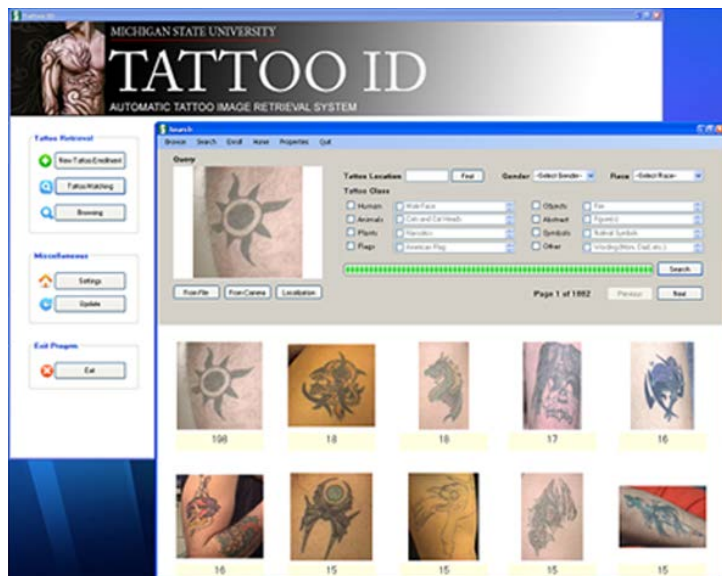 Tattoo ID
MICHIGAN STATE UNIVERSITY
TATTOO ID
AUTOMATIC TATTOO IMAGE RETRIEVAL SYSTEM
Tattoo Retrieval
New Tattoo Enrollment
Tattoo Matching
Browsing
Miscellaneous
Settings
Update
Exit Program
Exit
Search
Browse Search Enroll Home Properties Quit
Query
Tattoo Location Find Gender -Select Gender- Race -Select Race-
Tattoo Class
Human Male Face Objects Fire
Animals Cats and Cat Heads Abstract Figure(s)
Plants Narcotics Symbols National Symbols
Flags American Flag Other Wording (Mom, Dad, etc.)
Search
From File From Camera Localization Page 1 of 1882 Previous Next
198 18 18 17 16
16 15 15 15 15